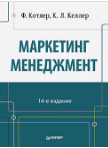 Ф. Котлер, К. Л. Келлер
МАРКЕТИНГ
МЕНЕДЖМЕНТ
14-е издание
ПИТЕР